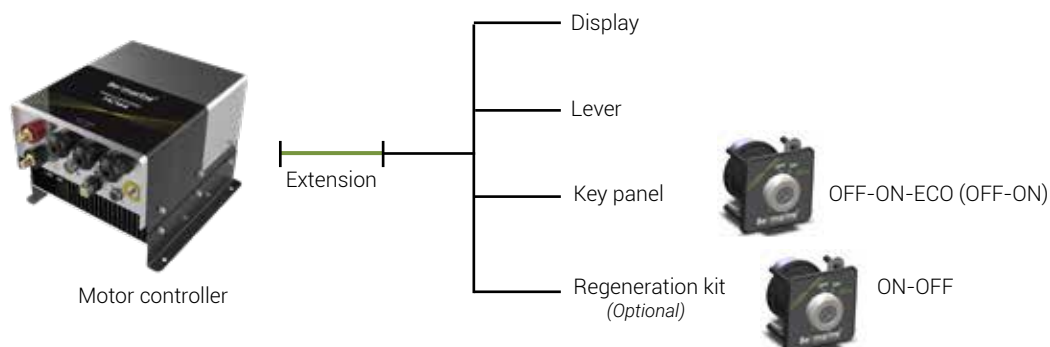 Display
Lever
Extension
Key panel
OFF-ON-ECO (OFF-ON)
Motor controller
Regeneration kit
(Optional)
ON-OFF